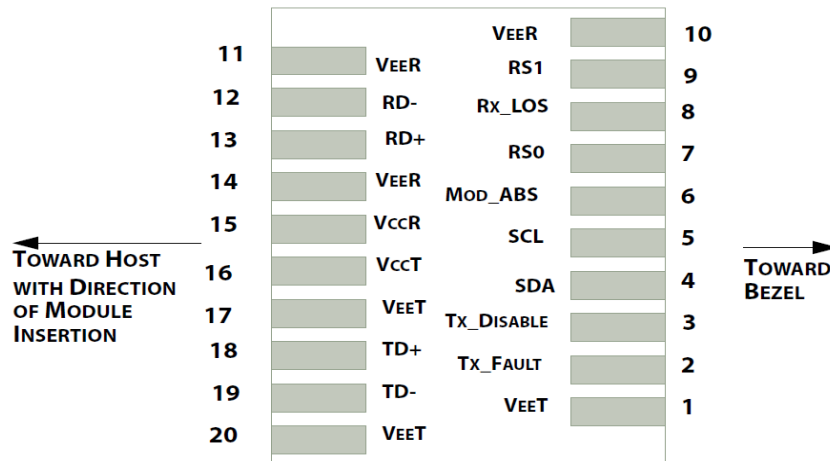 11 VEER
12 RD-
13 RD+
14 VEER
15 VCCR
16 VCCT
17 VEET
18 TD+
19 TD-
20 VEET
TOWARD HOST
WITH DIRECTION
OF MODULE
INSERTION
VEER 10
RS1 9
RX_LOS 8
RS0 7
MOD_ABS 6
SCL 5
SDA 4
TX_DISABLE 3
TX_FAULT 2
VEET 1
TOWARD
BEZEL